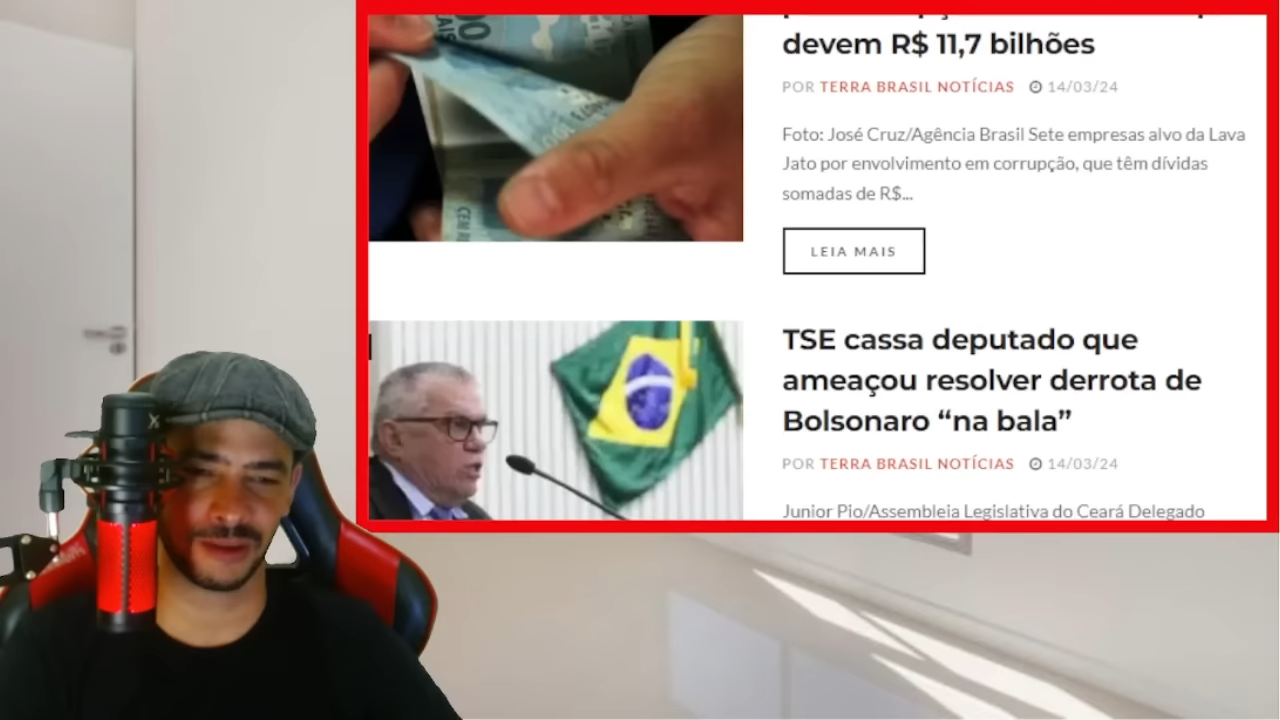 devem R$ 11,7 bilhões
POR TERRA BRASIL NOTÍCIAS 14/03/24
Foto: José Cruz/Agência Brasil Sete empresas alvo da Lava
Jato por envolvimento em corrupção, que têm dívidas
somadas de R$...
LEIA MAIS
TSE cassa deputado que
ameaçou resolver derrota de
Bolsonaro “na bala”
POR TERRA BRASIL NOTÍCIAS 14/03/24
Junior Pio/Assembleia Legislativa do Ceará Delegado